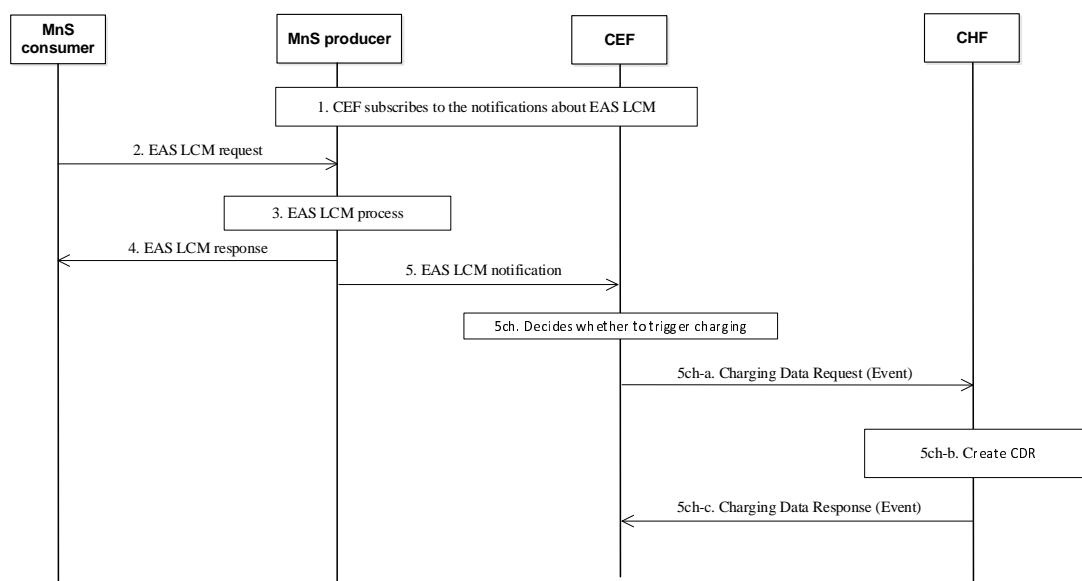 MnS
consumer
MnS producer
CEF
CHF
1. CEF subscribes to the notifications about EAS LCM
2. EAS LCM request
3. EAS LCM process
4. EAS LCM response
5. EAS LCM notification
5ch. Decides whether to trigger charging
5ch-a. Charging Data Request (Event)
5ch-b. Create CDR
5ch-c. Charging Data Response (Event)